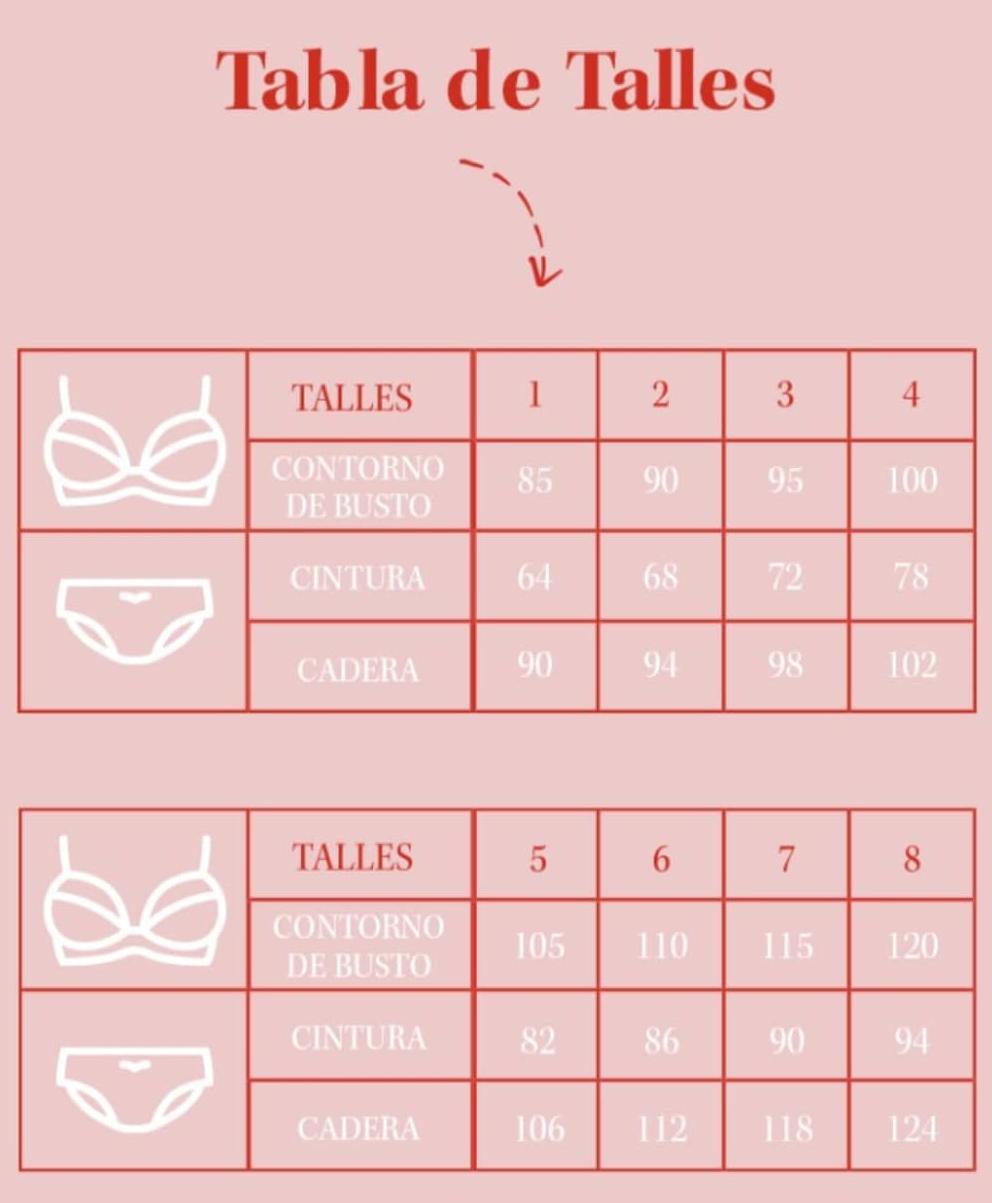 Tabla de Talles
TALLES 1 2 3 4
CONTORNO
DE BUSTO 85 90 95 100
CINTURA 64 68 72 78
CADERA 90 94 98 102
TALLES 5 6 7 8
CONTORNO
DE BUSTO 105 110 115 120
CINTURA 82 86 90 94
CADERA 106 112 118 124